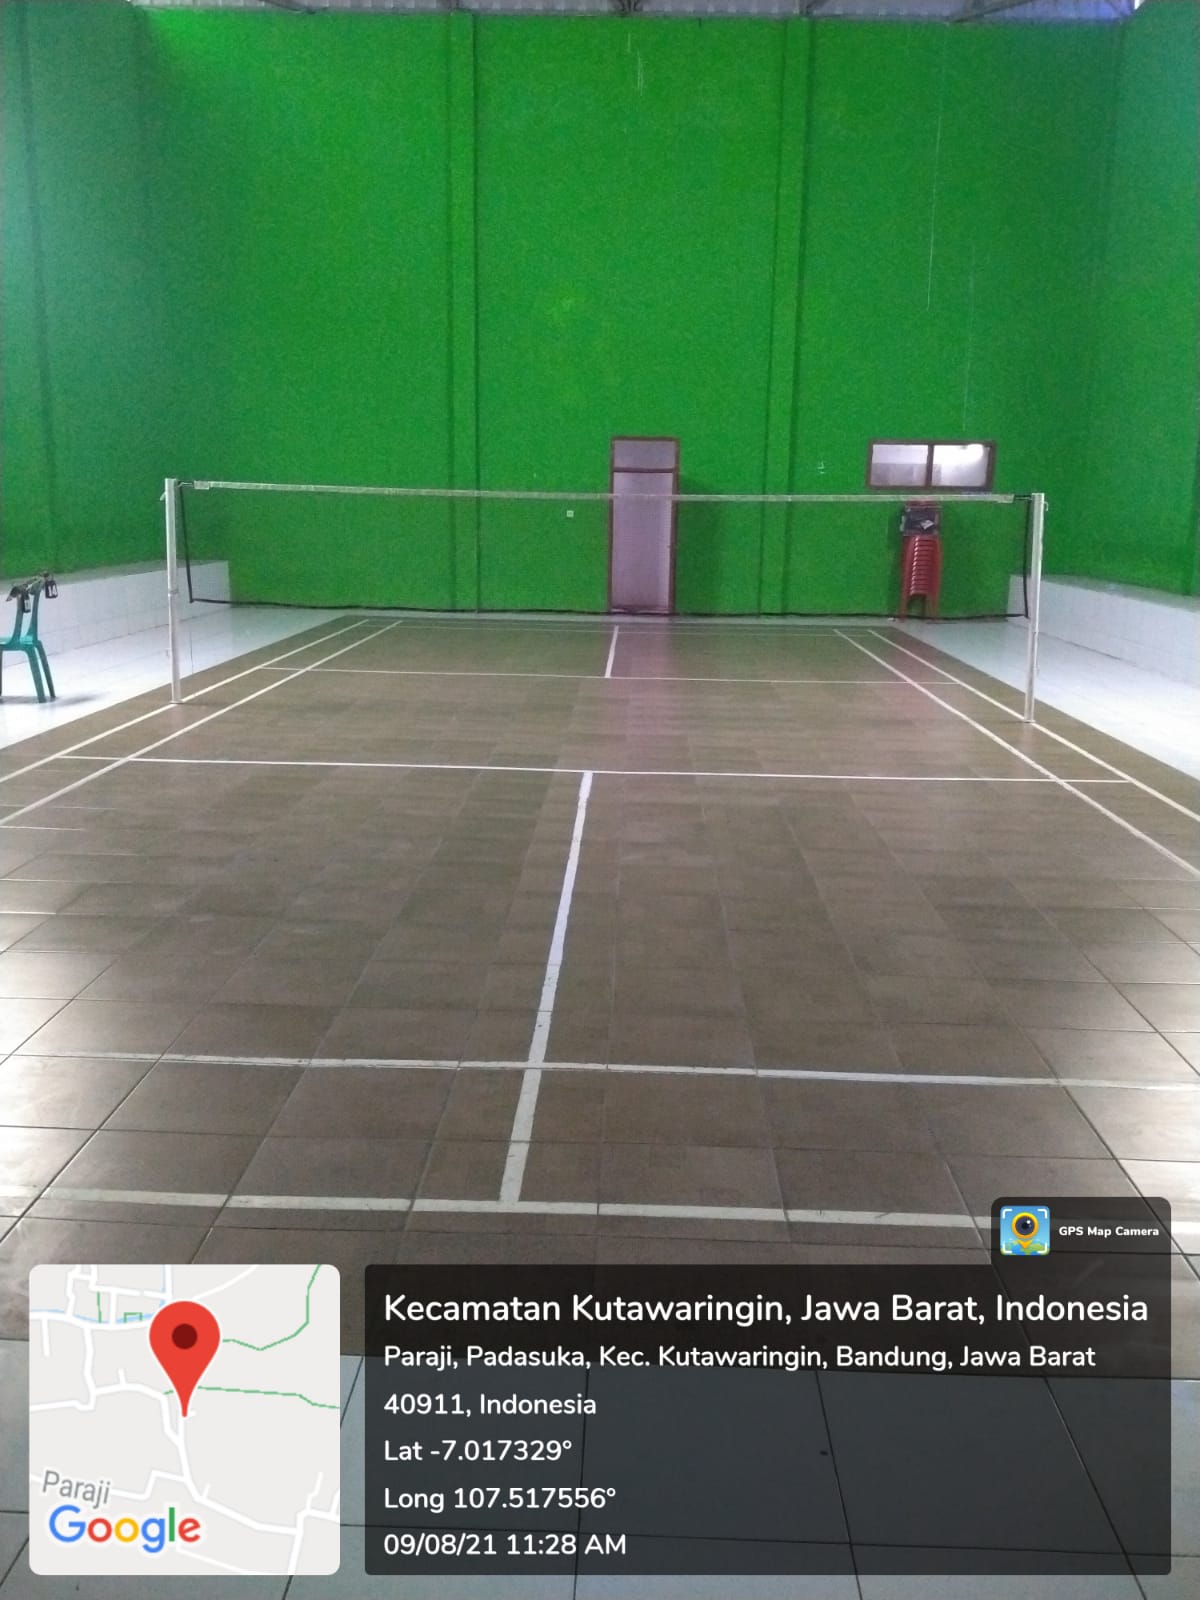 14
GPS Map Camera
Kecamatan Kutawaringin, Jawa Barat, Indonesia
Paraji, Padasuka, Kec. Kutawaringin, Bandung, Jawa Barat
40911, Indonesia
Lat -7.017329°
Long 107.517556°
09/08/21 11:28 AM
Paraji
Google